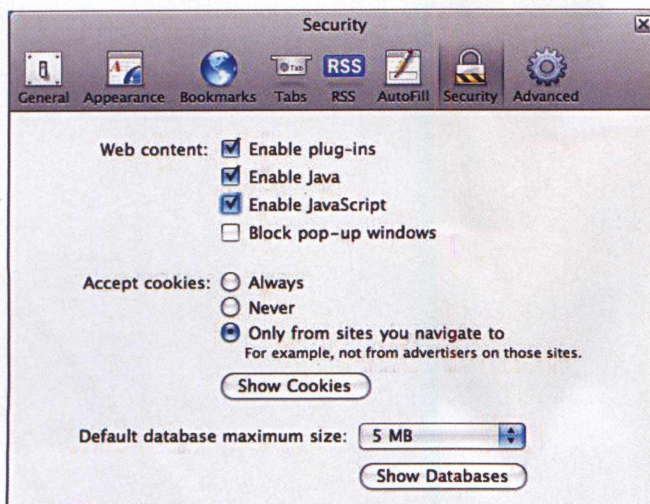 Security
General Appearance Bookmarks Tabs RSS AutoFill Security Advanced
Tab
RSS
Web content: Enable plug-ins
Enable Java
Enable JavaScript
Block pop-up windows
Accept cookies: Always
Never
Only from sites you navigate to
For example, not from advertisers on those sites.
Show Cookies
Default database maximum size: 5 MB
Show Databases